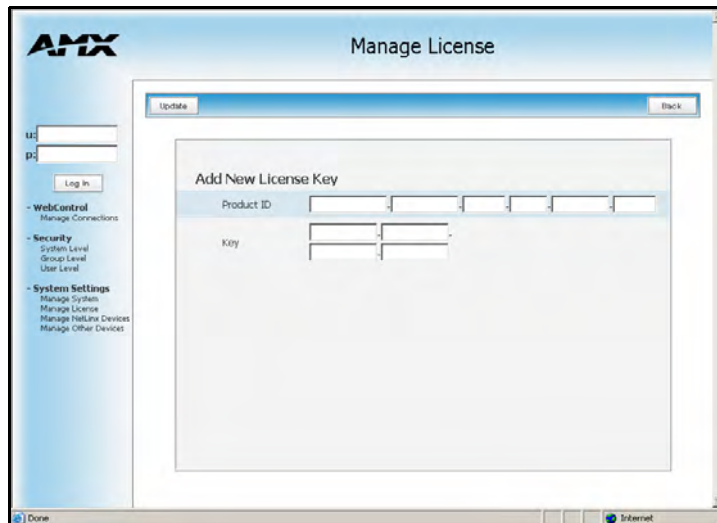 AMX
Manage License
Update
Back
u:
p:
Log In
Add New License Key
Product ID
- - - - -
Key
- -
-
- WebControl
Manage Connections
- Security
System Level
Group Level
User Level
- System Settings
Manage System
Manage License
Manage NetLinx Devices
Manage Other Devices
Done
Internet